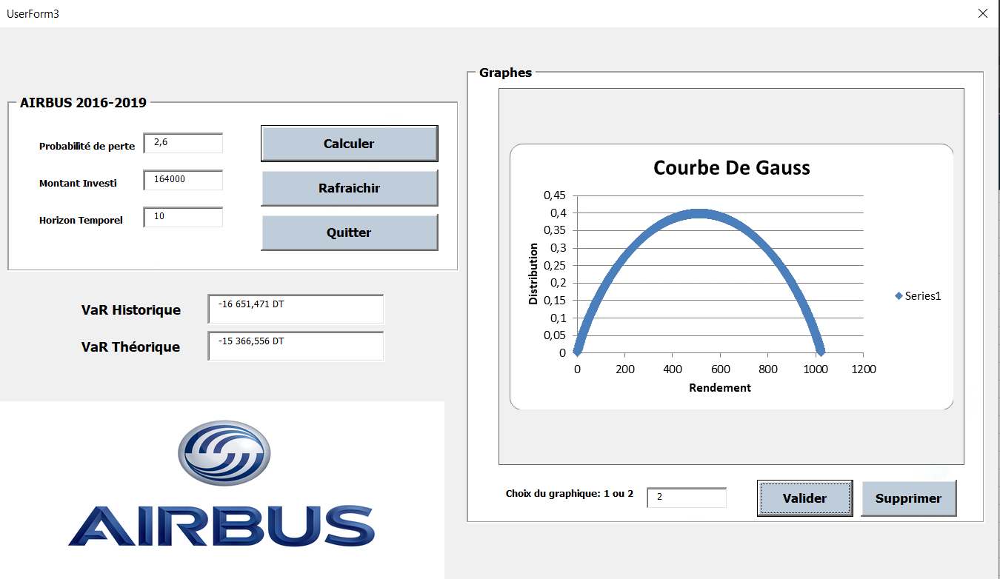 UserForm3
AIRBUS 2016-2019
Probabilité de perte 2,6
Montant Investi 164000
Horizon Temporel 10
Calculer
Rafraichir
Quitter
VaR Historique -16 651,471 DT
VaR Théorique -15 366,556 DT
AIRBUS
Graphes
Courbe De Gauss
Distribution
0,45
0,4
0,35
0,3
0,25
0,2
0,15
0,1
0,05
0
0 200 400 600 800 1000 1200
Rendement
Series1
Choix du graphique: 1 ou 2 2
Valider
Supprimer